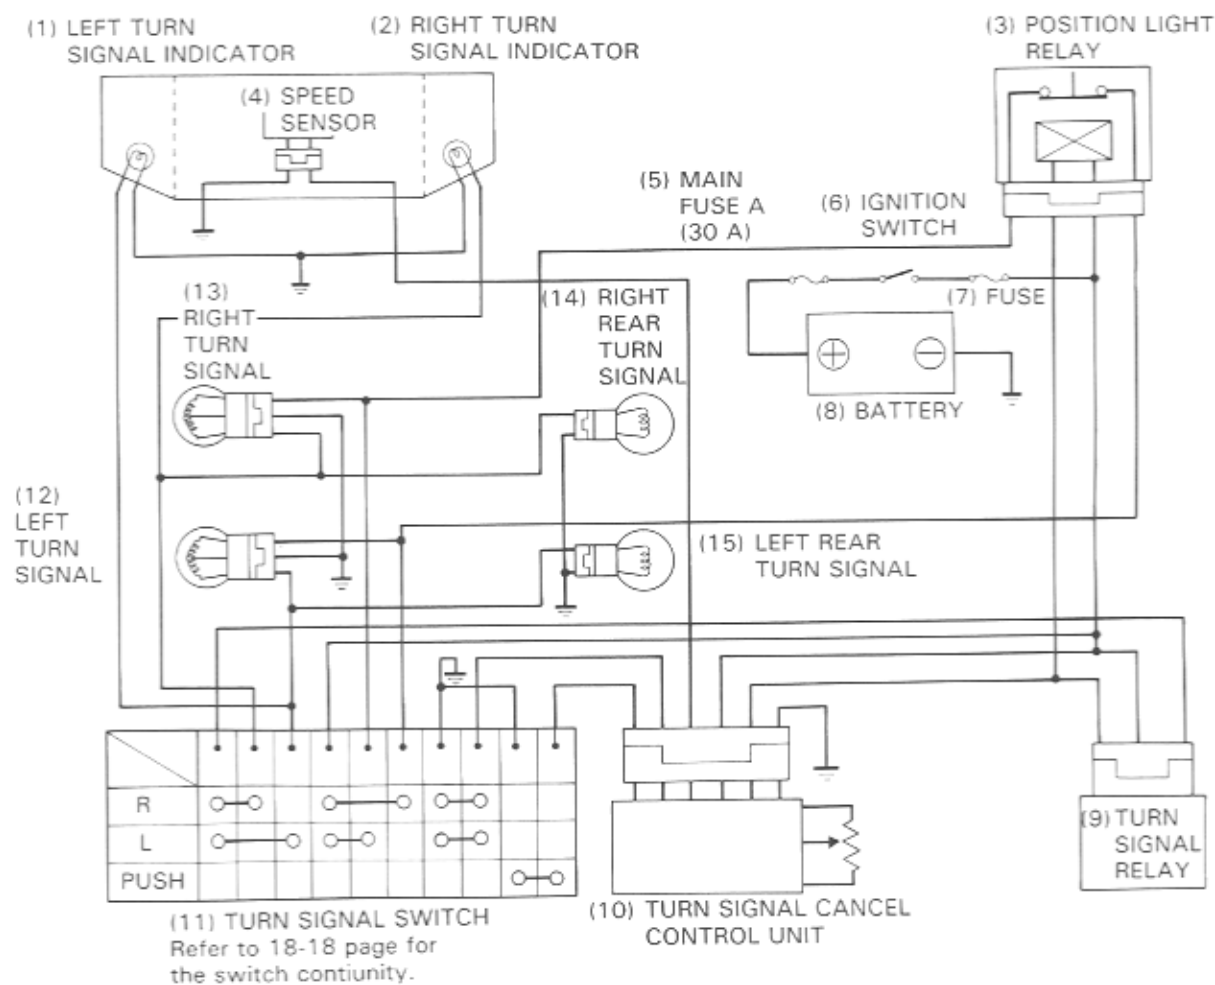 (1) LEFT TURN
SIGNAL INDICATOR
(2) RIGHT TURN
SIGNAL INDICATOR
(3) POSITION LIGHT
RELAY
(4) SPEED
SENSOR
(5) MAIN
FUSE A
(30 A)
(6) IGNITION
SWITCH
(7) FUSE
(8) BATTERY
(13)
RIGHT
TURN
SIGNAL
(14) RIGHT
REAR
TURN
SIGNAL
(12)
LEFT
TURN
SIGNAL
(15) LEFT REAR
TURN SIGNAL
R
L
PUSH
(9) TURN
SIGNAL
RELAY
(10) TURN SIGNAL CANCEL
CONTROL UNIT
(11) TURN SIGNAL SWITCH
Refer to 18-18 page for
the switch contiunity.